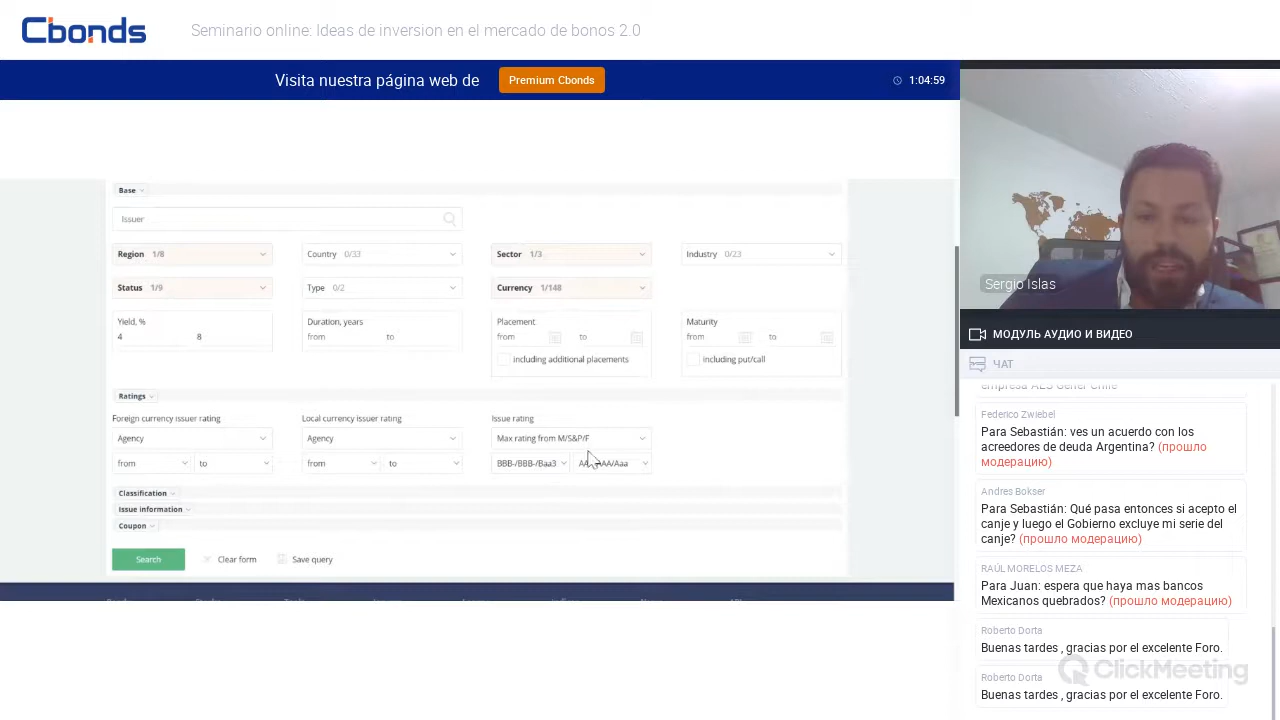 Cbonds
Seminario online: Ideas de inversion en el mercado de bonos 2.0
Visita nuestra página web de
Premium Cbonds
1:04:59
Base
Issuer
Region 1/8
Country 0/33
Sector 1/3
Industry 0/23
Status 1/9
Type 0/2
Currency 1/148
Yield, %
4 8
Duration, years
from to
Placement
from to
including additional placements
Maturity
from to
including put/call
Ratings
Foreign currency issuer rating
Local currency issuer rating
Issue rating
Agency
Agency
Max rating from M/S&P/F
from to
from to
BBB-/BBB-/Baa3
Classification
Issue information
Coupon
Search
Clear form
Save query
Sergio Islas
МОДУЛЬ АУДИО И ВИДЕО
ЧАТ
empresa AES Gener Chile
Federico Zwiebel
Para Sebastián: ves un acuerdo con los
acreedores de deuda Argentina? (прошло
модерацию)
Andres Bokser
Para Sebastián: Qué pasa entonces si acepto el
canje y luego el Gobierno excluye mi serie del
canje? (прошло модерацию)
RAÚL MORELOS MEZA
Para Juan: espera que haya mas bancos
Mexicanos quebrados? (прошло модерацию)
Roberto Dorta
Buenas tardes , gracias por el excelente Foro.
Roberto Dorta
Buenas tardes , gracias por el excelente Foro.
ClickMeeting